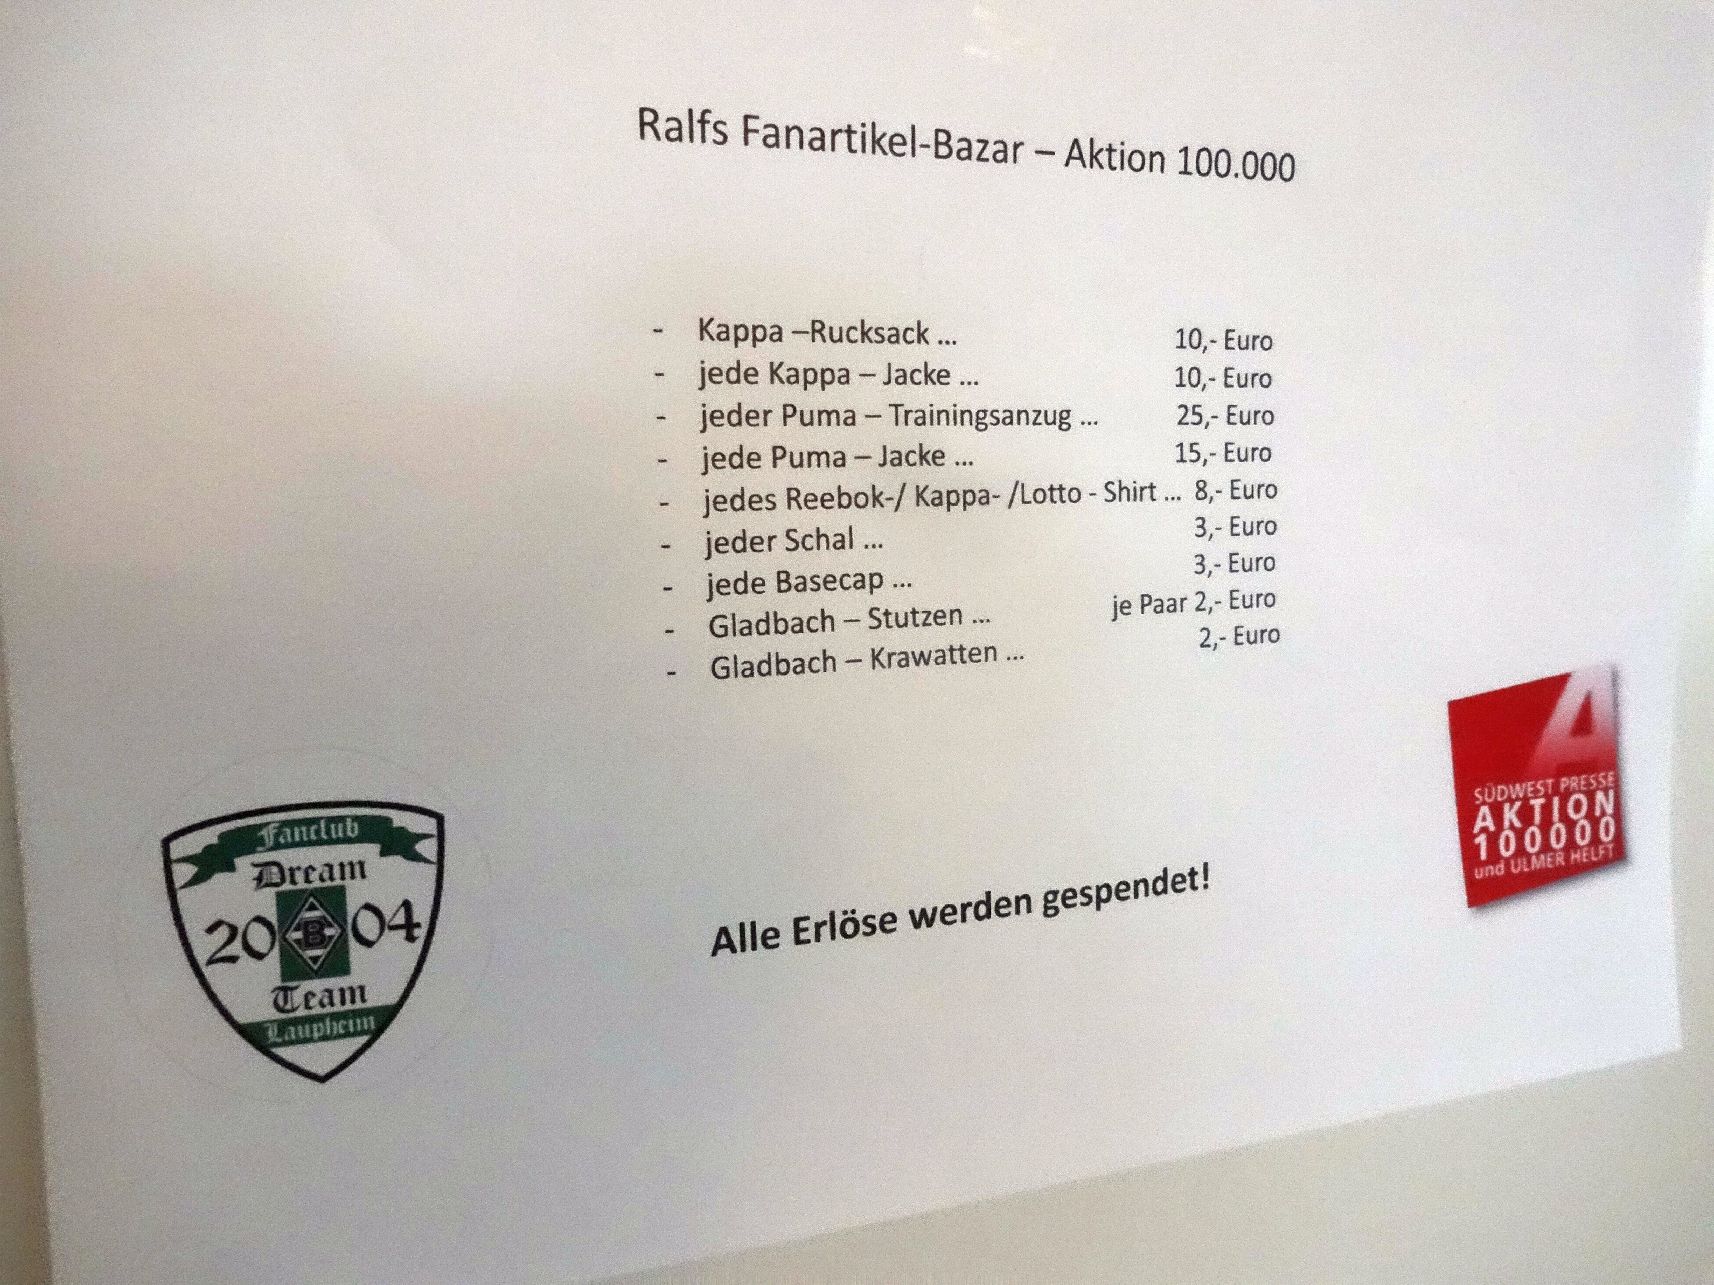 Ralfs Fanartikel-Bazar – Aktion 100.000
- Kappa –Rucksack ... 10,- Euro
- jede Kappa – Jacke ... 10,- Euro
- jeder Puma – Trainingsanzug ... 25,- Euro
- jede Puma – Jacke ... 15,- Euro
- jedes Reebok-/ Kappa- /Lotto - Shirt ... 8,- Euro
- jeder Schal ... 3,- Euro
- jede Basecap ... 3,- Euro
- Gladbach – Stutzen ... je Paar 2,- Euro
- Gladbach – Krawatten ... 2,- Euro
Alle Erlöse werden gespendet!
Fanclub
Dream
20 B 04
Team
Laupheim
A
SÜDWEST PRESSE
AKTION
100000
und ULMER HELFT